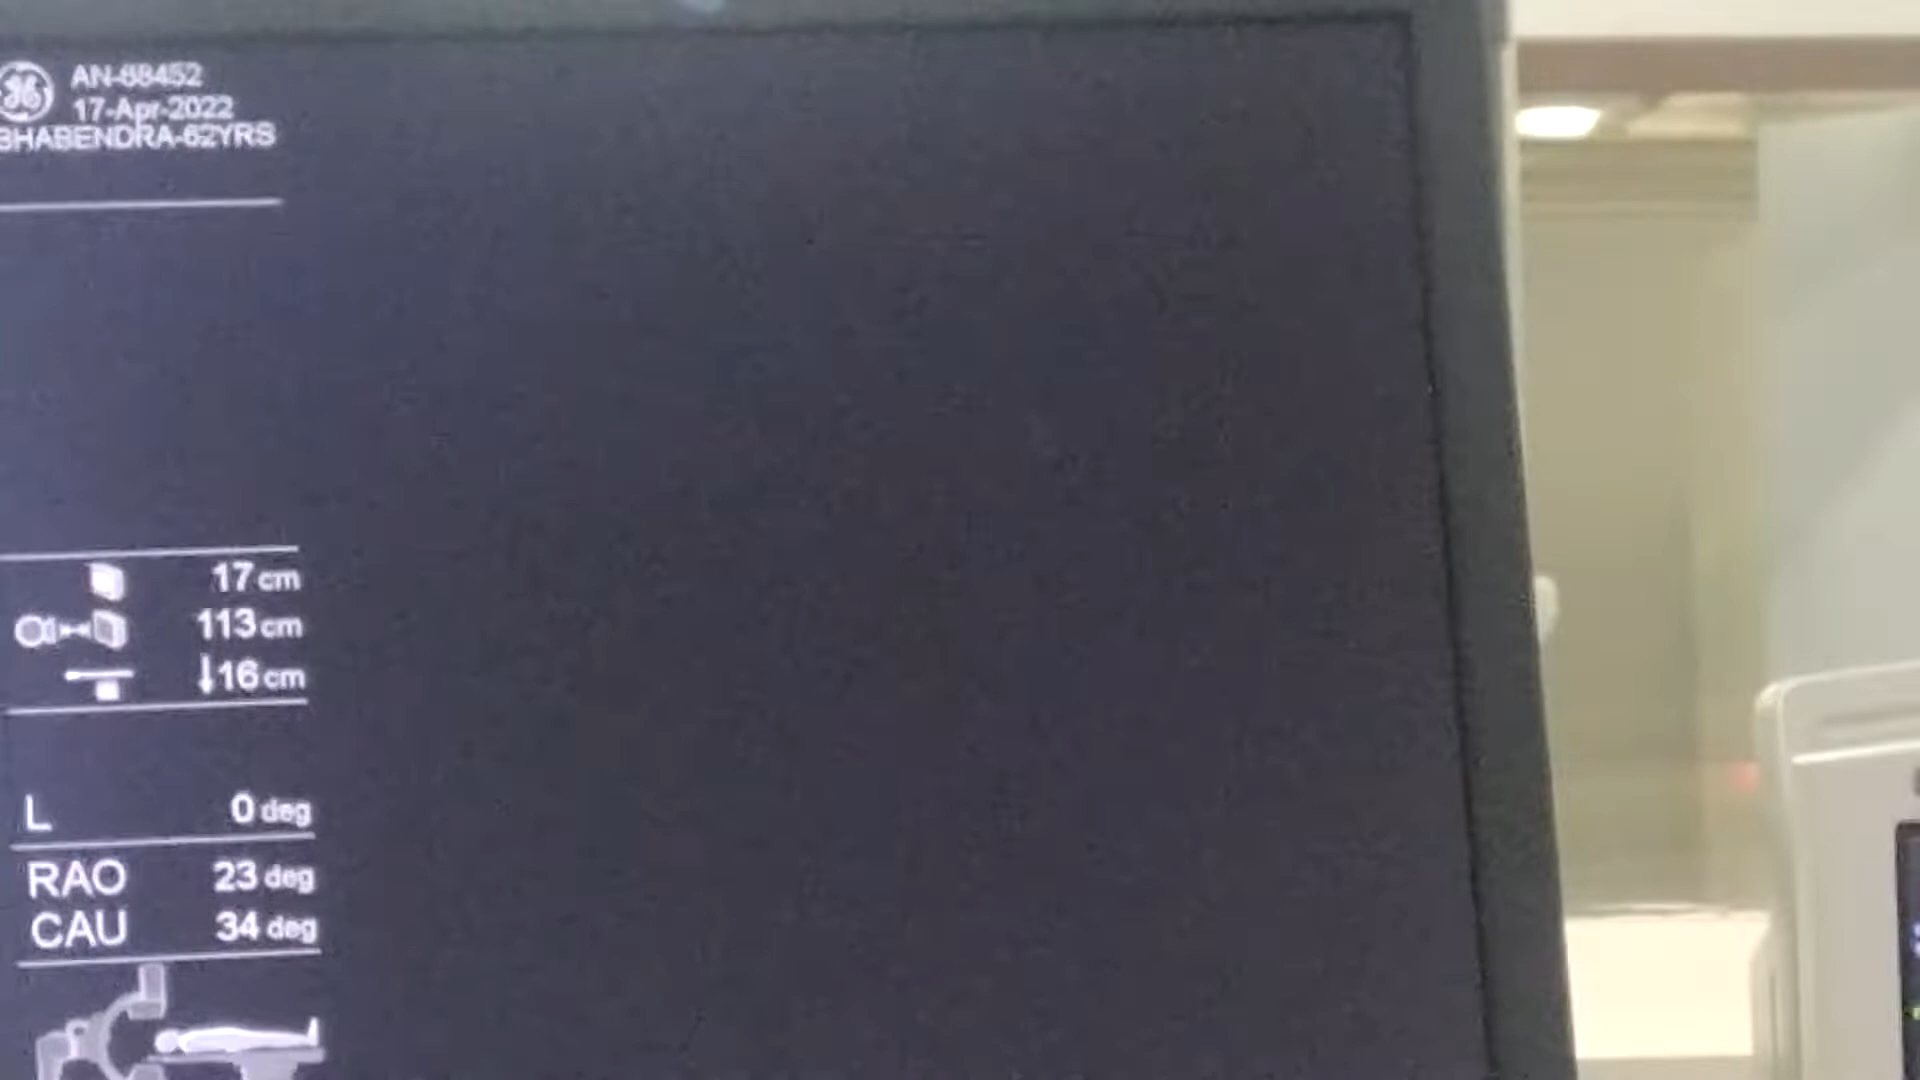 AN-68452
17-Apr-2022
BHABENDRA-62YRS
17 cm
113 cm
↓16 cm
L 0 deg
RAO 23 deg
CAU 34 deg